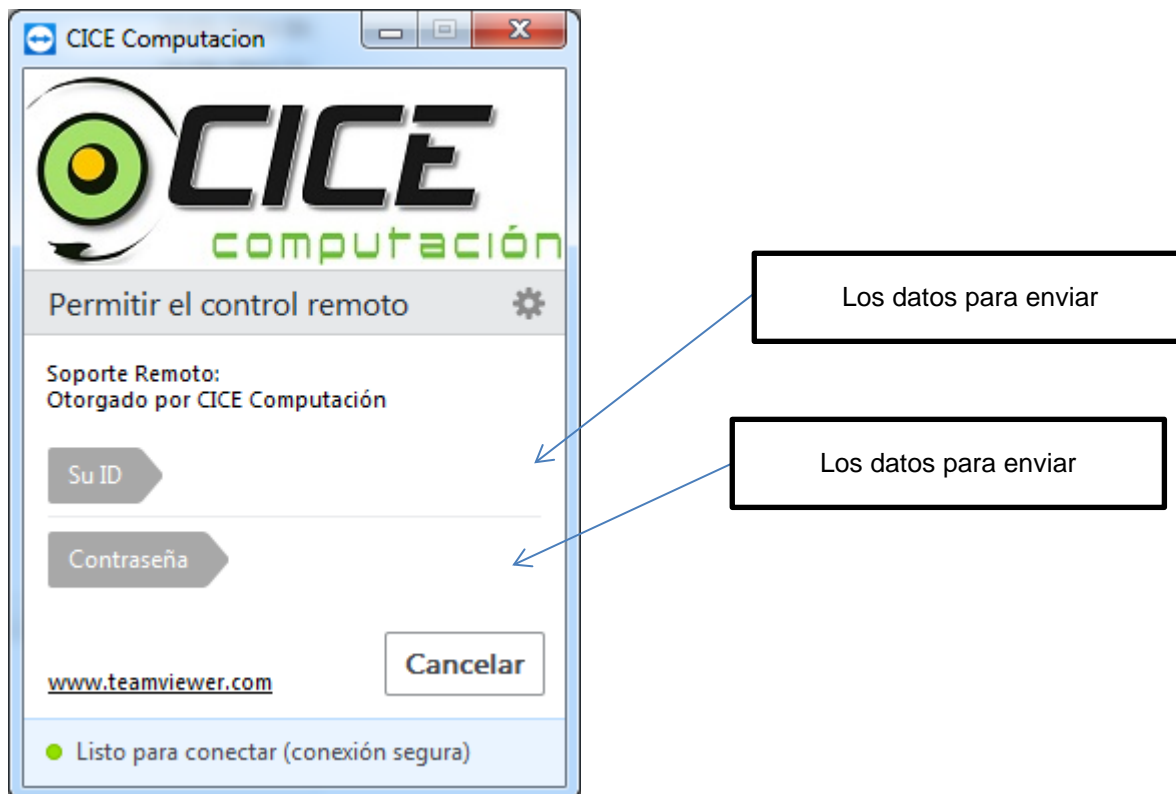 CICE Computacion
CICE
computación
Permitir el control remoto
Soporte Remoto:
Otorgado por CICE Computación
Su ID
Contraseña
Cancelar
www.teamviewer.com
Listo para conectar (conexión segura)
Los datos para enviar
Los datos para enviar